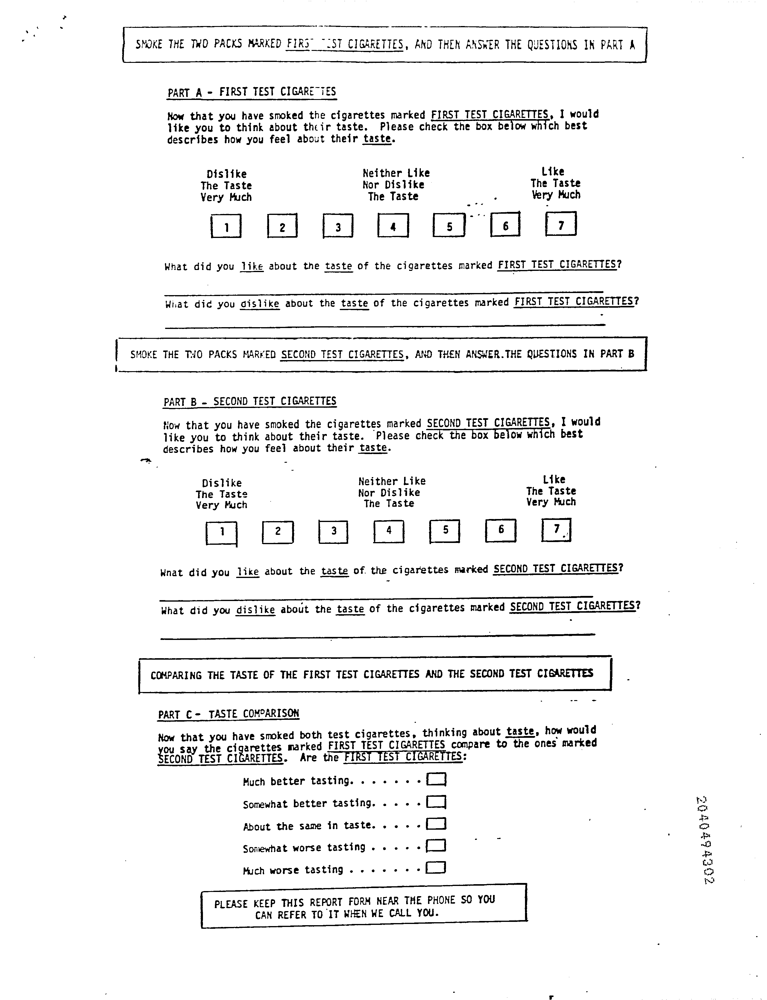 SMOKE THE TWO PACKS MARKED FIRST TEST CIGARETTES, AND THEN ANSWER THE QUESTIONS IN PART A
PART A - FIRST TEST CIGARETTES
Now that you have smoked the cigarettes marked FIRST TEST CIGARETTES, I would
like you to think about their taste. Please check the box below which best
describes how you feel about their taste.
Dislike Neither Like Like
The Taste Nor Dislike The Taste
Very Much The Taste Very Much
1 2 3 4 5 6 7
What did you like about the taste of the cigarettes marked FIRST TEST CIGARETTES?
What did you dislike about the taste of the cigarettes marked FIRST TEST CIGARETTES?
SMOKE THE TWO PACKS MARKED SECOND TEST CIGARETTES, AND THEN ANSWER.THE QUESTIONS IN PART B
PART B - SECOND TEST CIGARETTES
Now that you have smoked the cigarettes marked SECOND TEST CIGARETTES, I would
like you to think about their taste. Please check the box below which best
describes how you feel about their taste.
Dislike Neither Like Like
The Taste Nor Dislike The Taste
Very Much The Taste Very Much
1 2 3 4 5 6 7
What did you like about the taste of the cigarettes marked SECOND TEST CIGARETTES?
What did you dislike about the taste of the cigarettes marked SECOND TEST CIGARETTES?
COMPARING THE TASTE OF THE FIRST TEST CIGARETTES AND THE SECOND TEST CIGARETTES
PART C - TASTE COMPARISON
Now that you have smoked both test cigarettes, thinking about taste, how would
you say the cigarettes marked FIRST TEST CIGARETTES compare to the ones marked
SECOND TEST CIGARETTES. Are the FIRST TEST CIGARETTES:
Much better tasting. . . . . . .
Somewhat better tasting. . . . .
About the same in taste. . . . .
Somewhat worse tasting . . . . .
Much worse tasting . . . . . . .
PLEASE KEEP THIS REPORT FORM NEAR THE PHONE SO YOU
CAN REFER TO IT WHEN WE CALL YOU.
2040494302